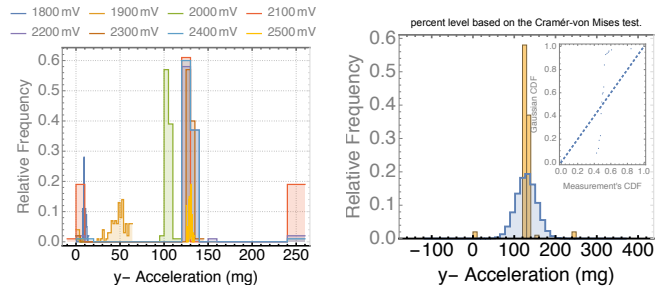 1800 mV 1900 mV 2000 mV 2100 mV
2200 mV 2300 mV 2400 mV 2500 mV
0.6
0.5
0.4
0.3
0.2
0.1
0.0
Relative Frequency
0 50 100 150 200 250
y- Acceleration (mg)
percent level based on the Cramér-von Mises test.
0.6
0.5
0.4
0.3
0.2
0.1
0.0
Relative Frequency
−100 0 100 200 300 400
y- Acceleration (mg)
1.0
0.8
0.6
0.4
0.2
0.0
Gaussian CDF
0.0 0.2 0.4 0.6 0.8 1.0
Measurement's CDF